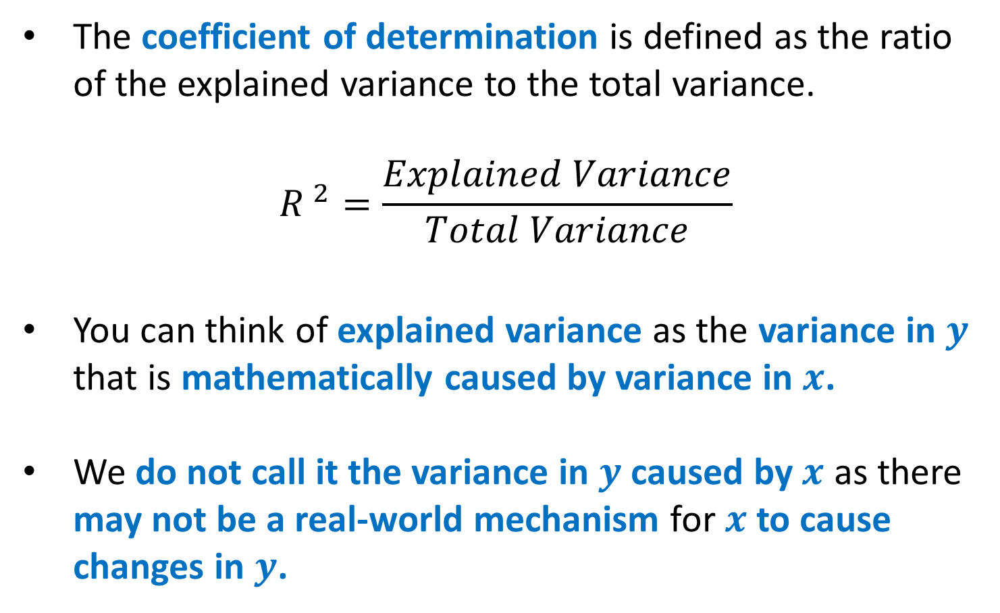 • The coefficient of determination is defined as the ratio
of the explained variance to the total variance.
R ² = Explained Variance / Total Variance
• You can think of explained variance as the variance in y
that is mathematically caused by variance in x.
• We do not call it the variance in y caused by x as there
may not be a real-world mechanism for x to cause
changes in y.